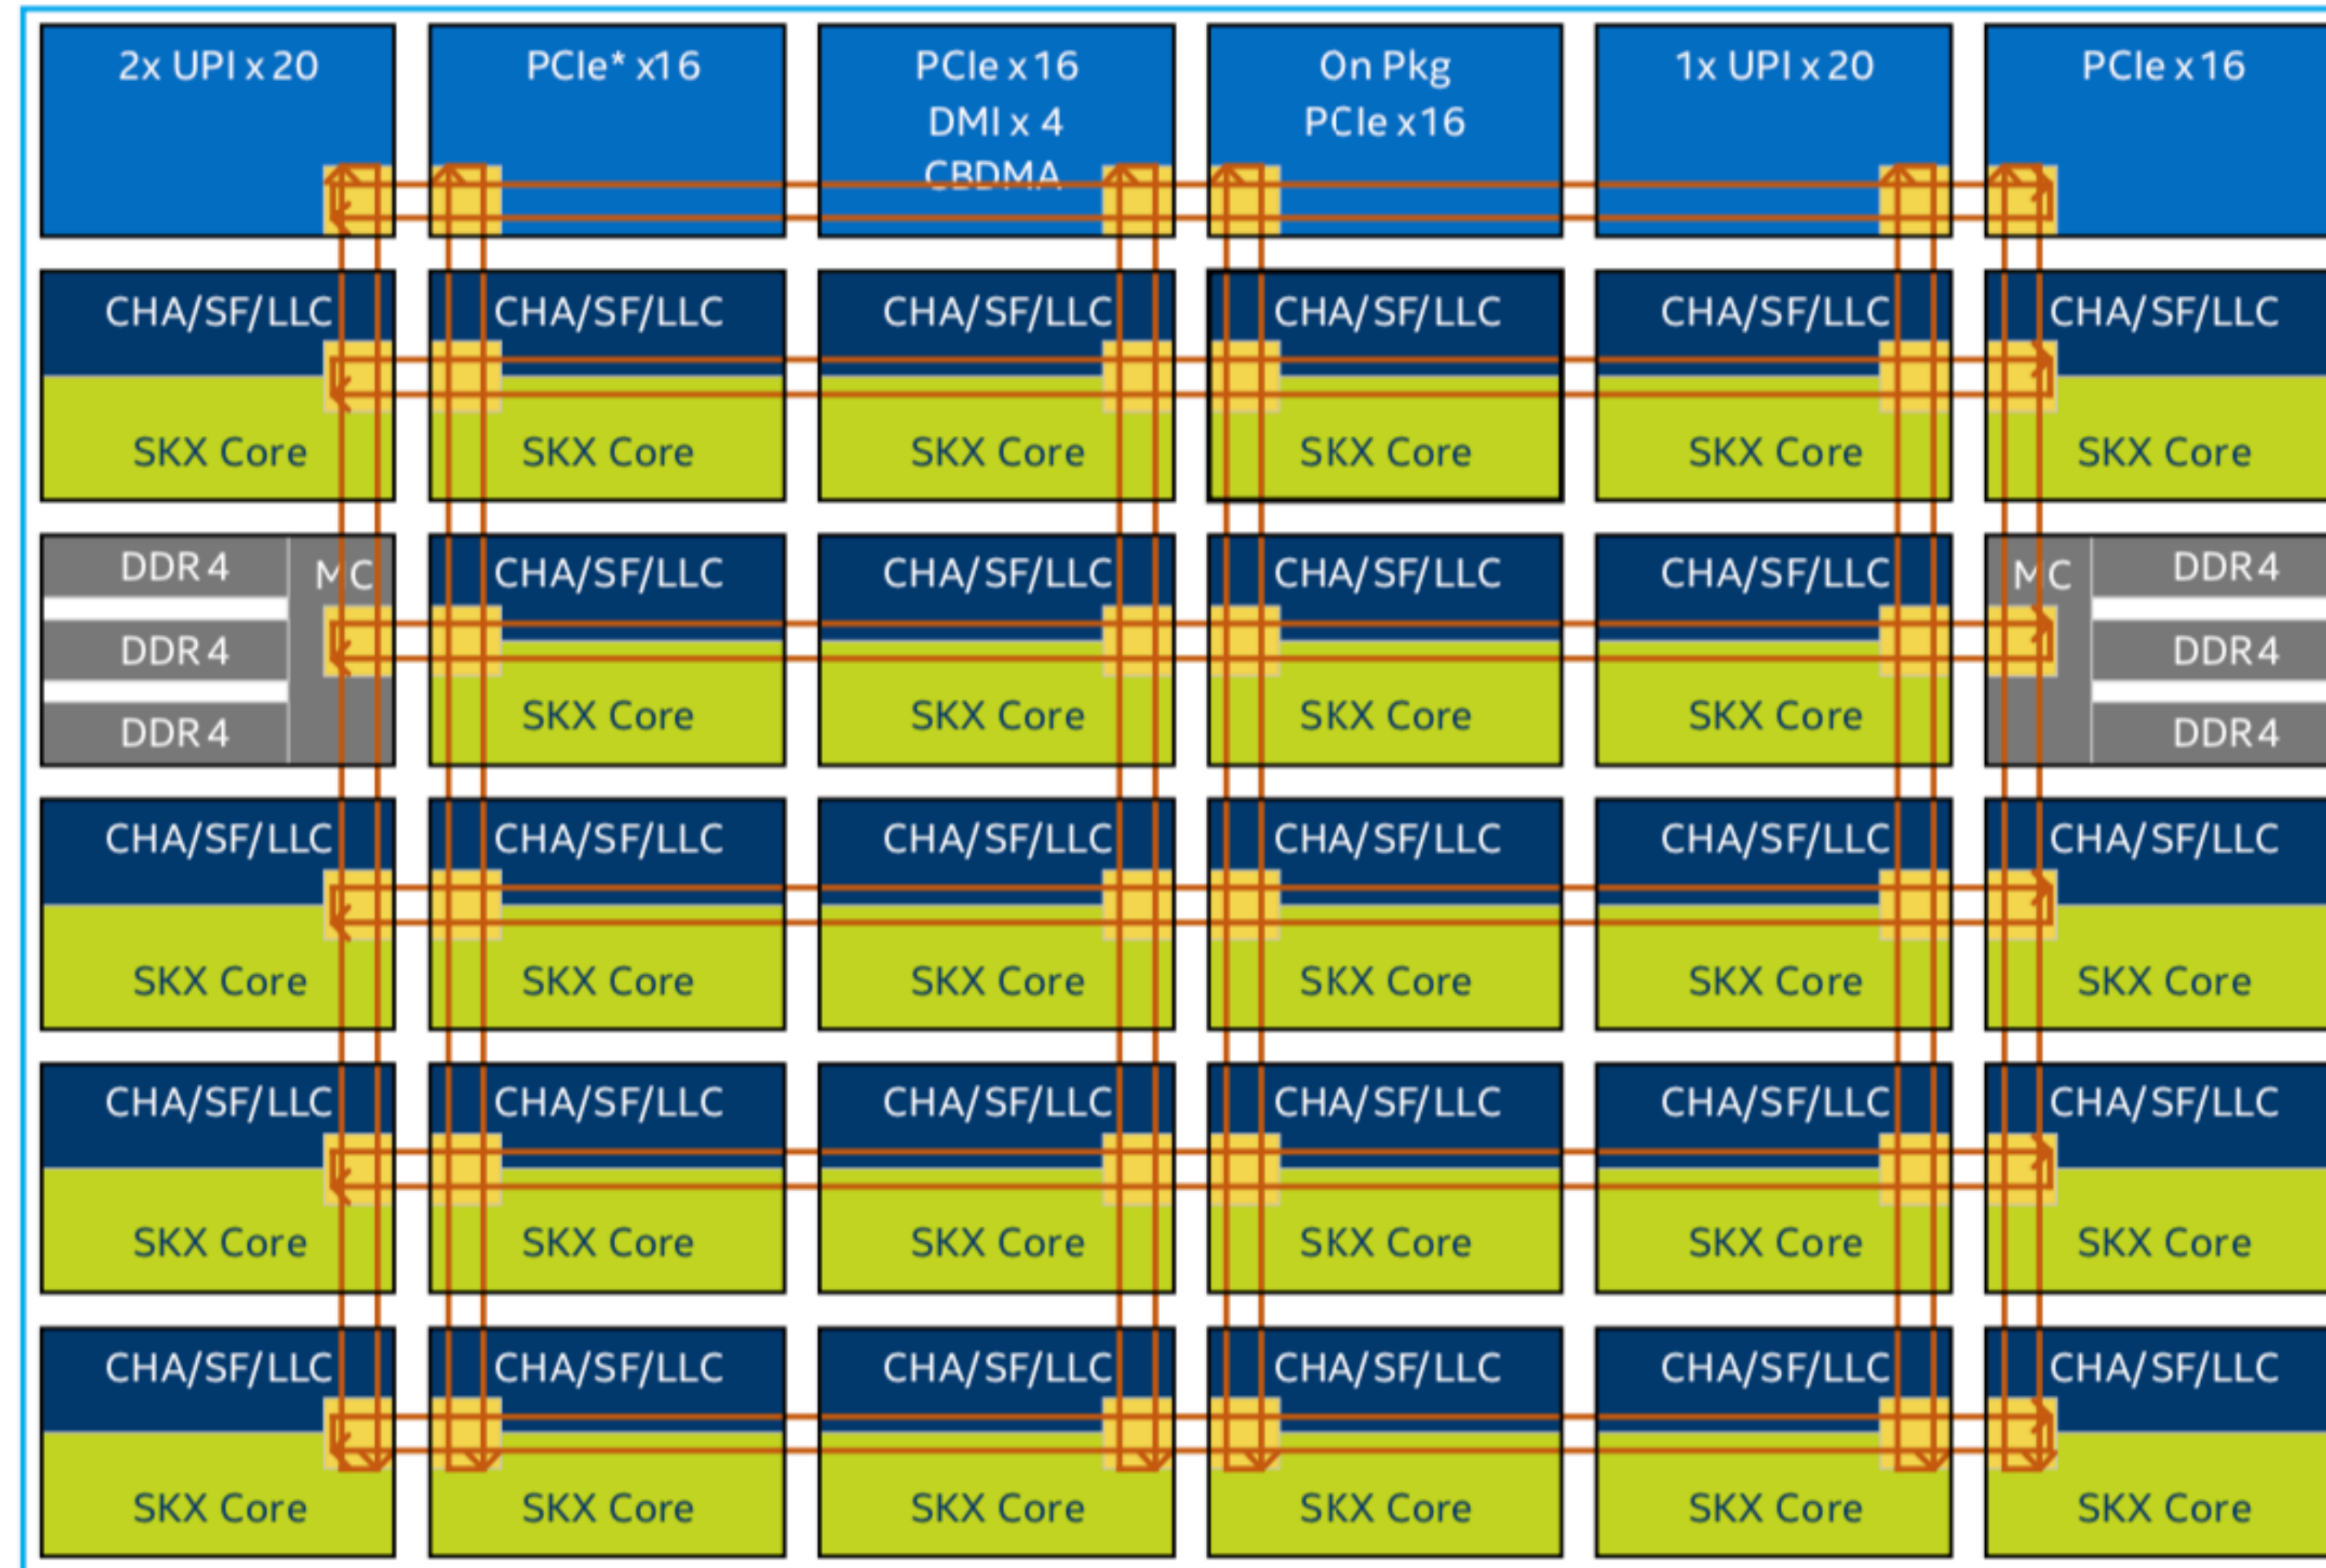 2x UPI x 20
PCIe* x16
PCIe x 16
DMI x 4
CBDMA
On Pkg
PCIe x16
1x UPI x 20
PCIe x 16
CHA/SF/LLC
SKX Core
CHA/SF/LLC
SKX Core
CHA/SF/LLC
SKX Core
CHA/SF/LLC
SKX Core
CHA/SF/LLC
SKX Core
CHA/SF/LLC
SKX Core
DDR4
DDR4
DDR4
MC
CHA/SF/LLC
SKX Core
CHA/SF/LLC
SKX Core
CHA/SF/LLC
SKX Core
CHA/SF/LLC
SKX Core
MC
DDR4
DDR4
DDR4
CHA/SF/LLC
SKX Core
CHA/SF/LLC
SKX Core
CHA/SF/LLC
SKX Core
CHA/SF/LLC
SKX Core
CHA/SF/LLC
SKX Core
CHA/SF/LLC
SKX Core
CHA/SF/LLC
SKX Core
CHA/SF/LLC
SKX Core
CHA/SF/LLC
SKX Core
CHA/SF/LLC
SKX Core
CHA/SF/LLC
SKX Core
CHA/SF/LLC
SKX Core
CHA/SF/LLC
SKX Core
CHA/SF/LLC
SKX Core
CHA/SF/LLC
SKX Core
CHA/SF/LLC
SKX Core
CHA/SF/LLC
SKX Core
CHA/SF/LLC
SKX Core